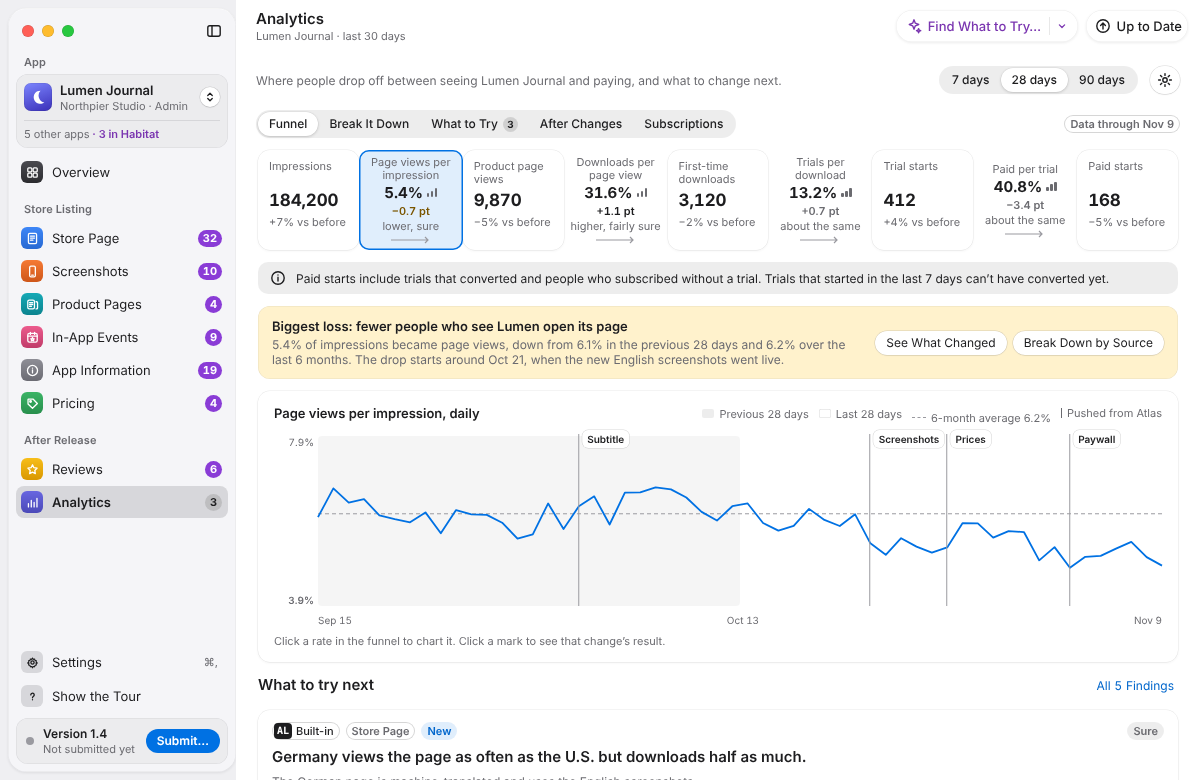 App
Lumen Journal
Northpier Studio · Admin
5 other apps · 3 in Habitat
Overview
Store Listing
Store Page 32
Screenshots 10
Product Pages 4
In-App Events 9
App Information 19
Pricing 4
After Release
Reviews 6
Analytics 3
Settings ⌘,
? Show the Tour
Version 1.4
Not submitted yet
Submit...
Analytics
Lumen Journal · last 30 days
Find What to Try...
Up to Date
Where people drop off between seeing Lumen Journal and paying, and what to change next.
7 days 28 days 90 days
Funnel Break It Down What to Try 3 After Changes Subscriptions
Data through Nov 9
Impressions
184,200
+7% vs before
Page views per
impression
5.4%
−0.7 pt
lower, sure
Product page
views
9,870
−5% vs before
Downloads per
page view
31.6%
+1.1 pt
higher, fairly sure
First-time
downloads
3,120
−2% vs before
Trials per
download
13.2%
+0.7 pt
about the same
Trial starts
412
+4% vs before
Paid per trial
40.8%
−3.4 pt
about the same
Paid starts
168
−5% vs before
Paid starts include trials that converted and people who subscribed without a trial. Trials that started in the last 7 days can’t have converted yet.
Biggest loss: fewer people who see Lumen open its page
5.4% of impressions became page views, down from 6.1% in the previous 28 days and 6.2% over the
last 6 months. The drop starts around Oct 21, when the new English screenshots went live.
See What Changed
Break Down by Source
Page views per impression, daily
Previous 28 days Last 28 days 6-month average 6.2% Pushed from Atlas
7.9%
Subtitle Screenshots Prices Paywall
3.9%
Sep 15 Oct 13 Nov 9
Click a rate in the funnel to chart it. Click a mark to see that change’s result.
What to try next
All 5 Findings
AL Built-in Store Page New
Sure
Germany views the page as often as the U.S. but downloads half as much.
The German page is machine-translated and uses the English screenshots.